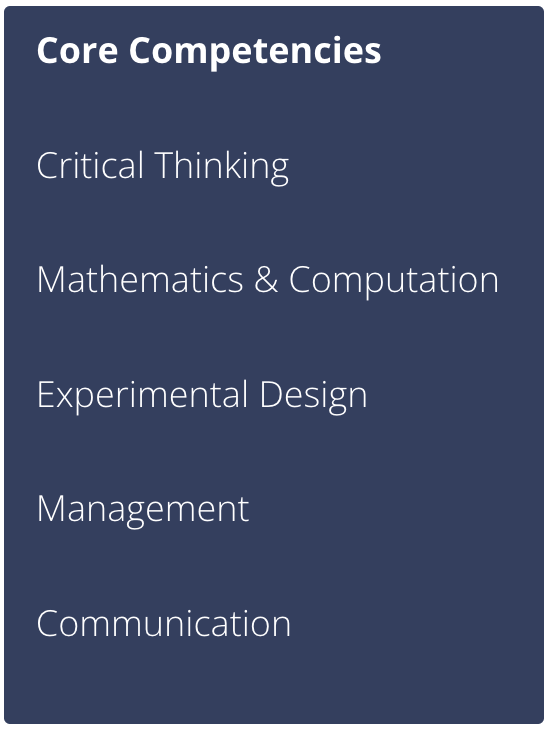 Core Competencies
Critical Thinking
Mathematics & Computation
Experimental Design
Management
Communication